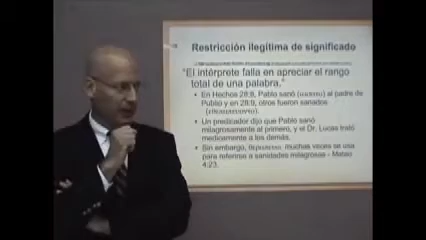 Restricción ilegítima de significado
"El intérprete falla en apreciar el rango
total de una palabra."
• En Hechos 28:8, Pablo sanó al padre de
Publio y en 28:9, otros fueron sanados
• Un predicador dijo que Pablo sanó
milagrosamente al primero, y el Dr. Lucas trató
medicamente a los demás.
• Sin embargo, muchas veces se usa
para referirse a sanidades milagrosas - Mateo
4:23.